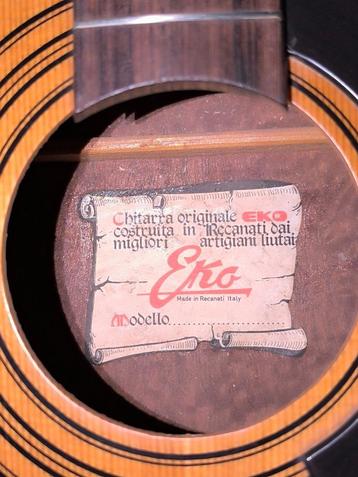 Chitarra originale EKO
costruita in Recanati dai
migliori artigiani liutai
Eko
Made in Recanati Italy
Modello....................